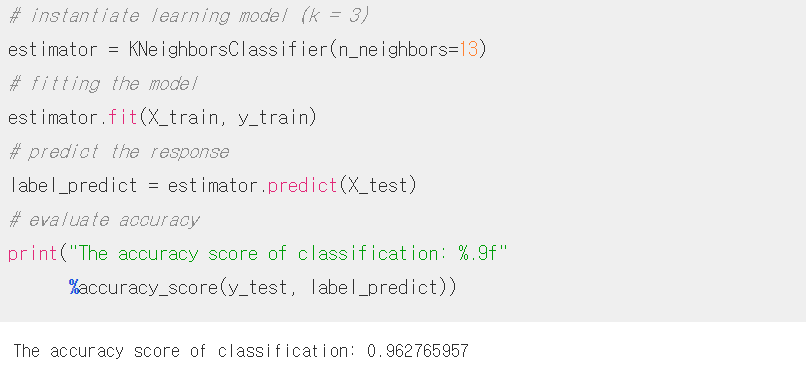 # instantiate learning model (k = 3)
estimator = KNeighborsClassifier(n_neighbors=13)
# fitting the model
estimator.fit(X_train, y_train)
# predict the response
label_predict = estimator.predict(X_test)
# evaluate accuracy
print("The accuracy score of classification: %.9f"
      %accuracy_score(y_test, label_predict))
The accuracy score of classification: 0.962765957